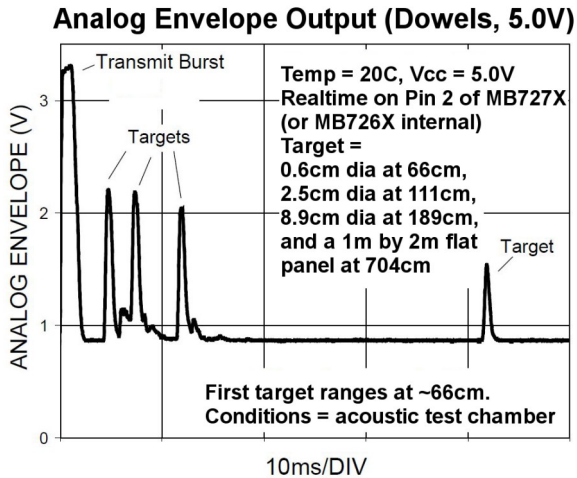 Analog Envelope Output (Dowels, 5.0V)
Transmit Burst
Temp = 20C, Vcc = 5.0V
Realtime on Pin 2 of MB727X
(or MB726X internal)
Target =
0.6cm dia at 66cm,
2.5cm dia at 111cm,
8.9cm dia at 189cm,
and a 1m by 2m flat
panel at 704cm
Targets
Target
ANALOG ENVELOPE (V)
3
2
1
0
First target ranges at ~66cm.
Conditions = acoustic test chamber
10ms/DIV